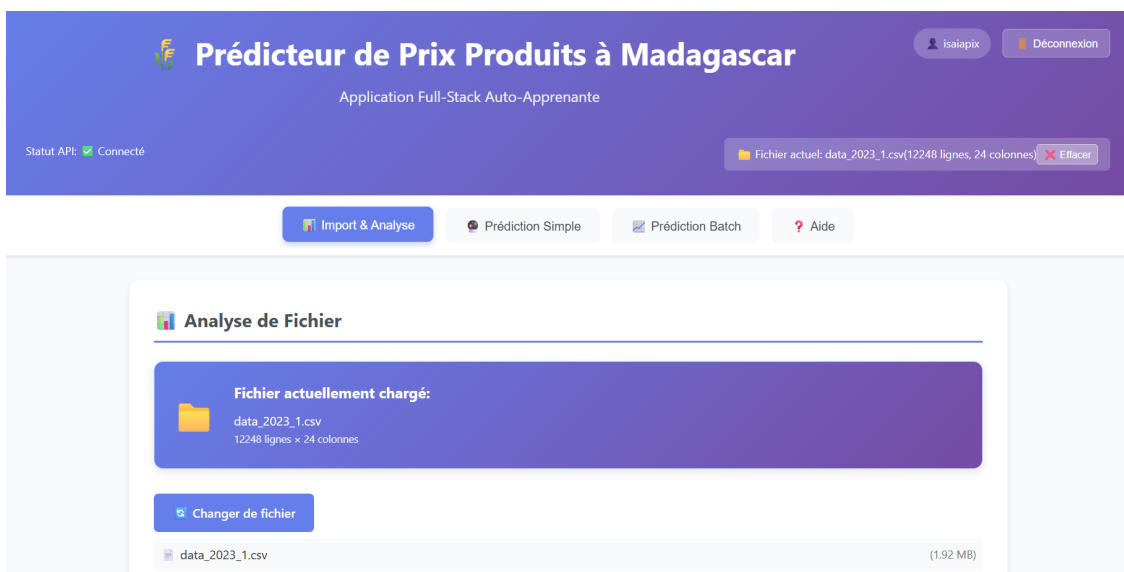 Prédicteur de Prix Produits à Madagascar
isaiapix
Déconnexion
Application Full-Stack Auto-Apprenante
Statut API: ✅ Connecté
Fichier actuel: data_2023_1.csv(12248 lignes, 24 colonnes)
❌ Effacer
Import & Analyse
Prédiction Simple
Prédiction Batch
❓ Aide
Analyse de Fichier
Fichier actuellement chargé:
data_2023_1.csv
12248 lignes × 24 colonnes
Changer de fichier
data_2023_1.csv
(1.92 MB)